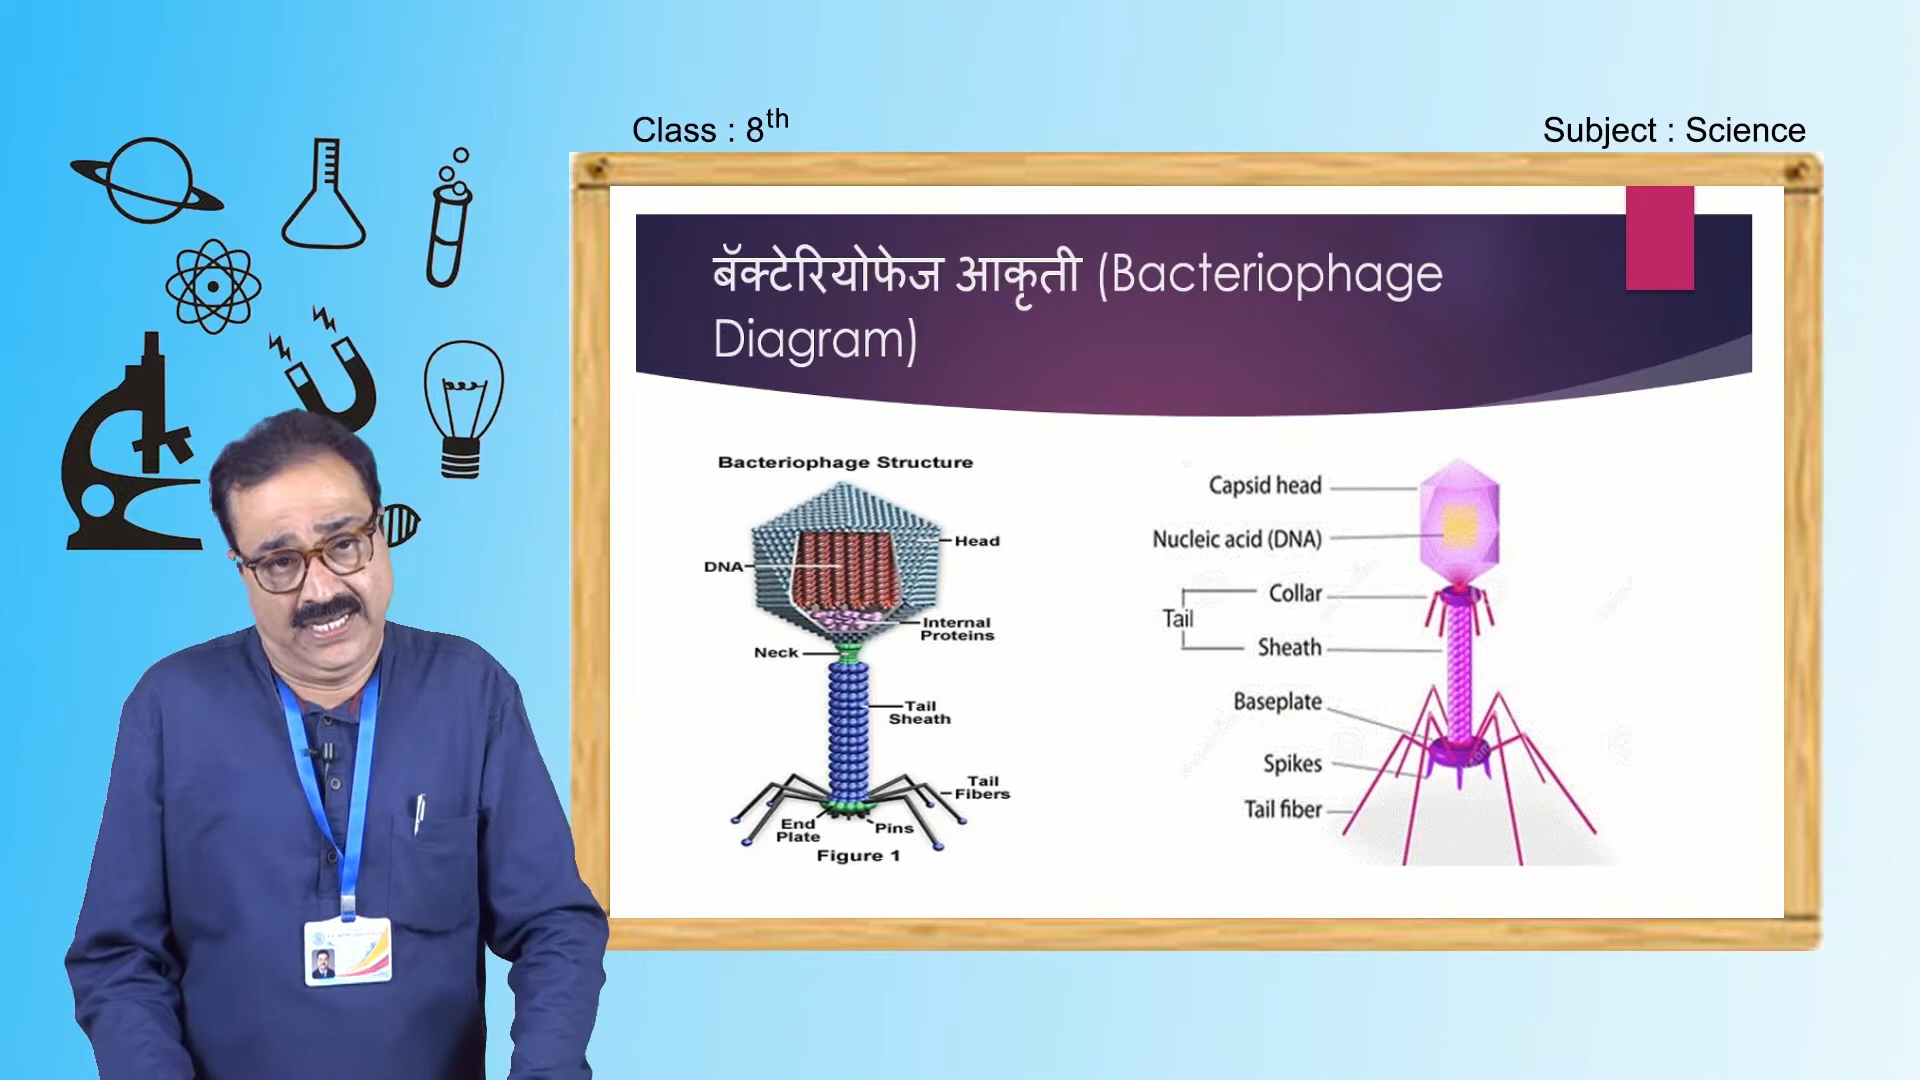 Class : 8th
Subject : Science
बॅक्टेरियोफेज आकृती (Bacteriophage
Diagram)
Bacteriophage Structure
Head
DNA
Internal
Proteins
Neck
Tail
Sheath
Tail
Fibers
End
Plate
Pins
Figure 1
Capsid head
Nucleic acid (DNA)
Collar
Tail
Sheath
Baseplate
Spikes
Tail fiber